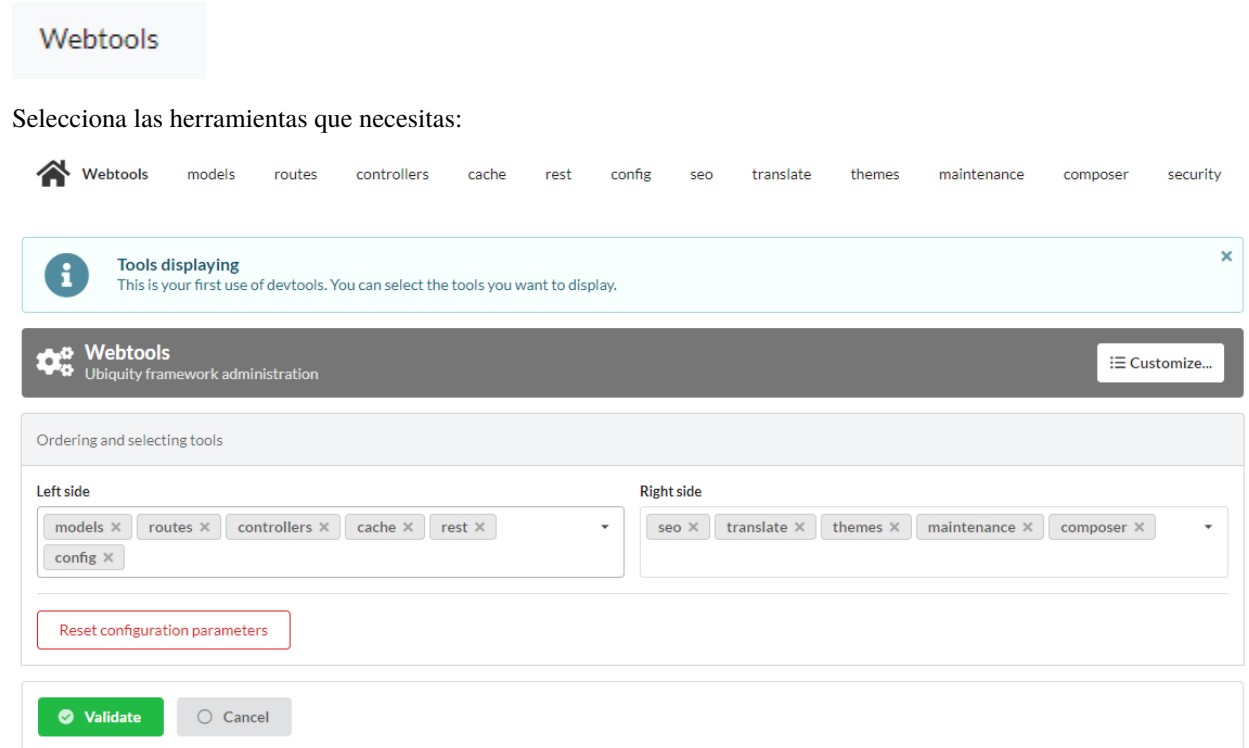 Webtools
Selecciona las herramientas que necesitas:
Webtools models routes controllers cache rest config seo translate themes maintenance composer security
Tools displaying
This is your first use of devtools. You can select the tools you want to display.
Webtools
Ubiquity framework administration
Customize...
Ordering and selecting tools
Left side
models routes controllers cache rest
config
Right side
seo translate themes maintenance composer
Reset configuration parameters
Validate Cancel